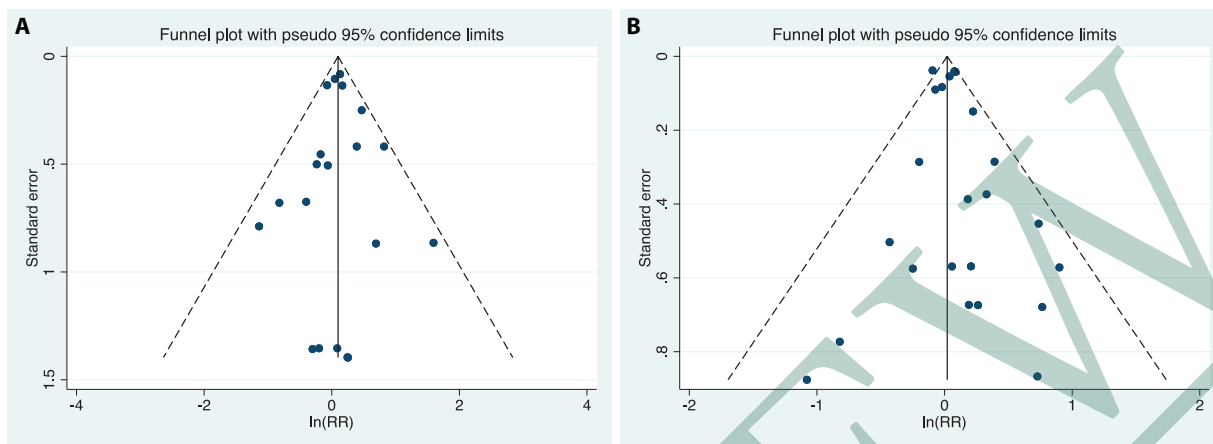 A
Funnel plot with pseudo 95% confidence limits
0
.5
1
1.5
Standard error
-4
-2
0
2
4
ln(RR)
B
Funnel plot with pseudo 95% confidence limits
0
.2
.4
.6
.8
Standard error
-2
-1
0
1
2
ln(RR)